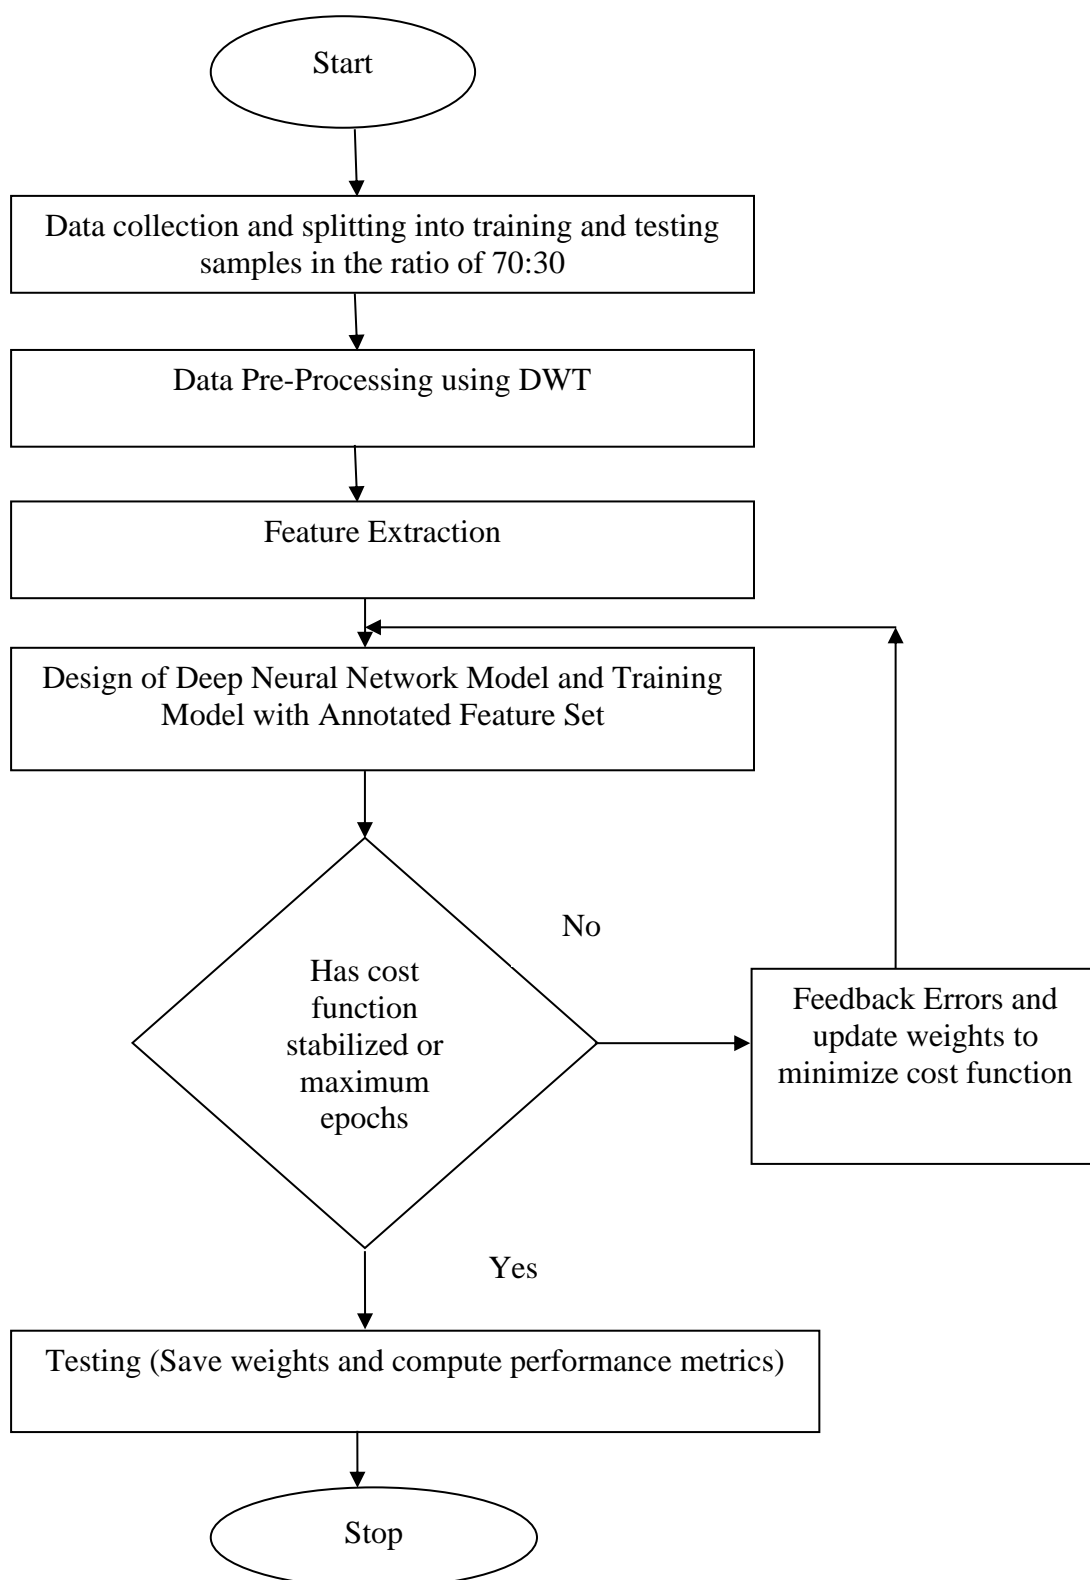 Start
Data collection and splitting into training and testing
samples in the ratio of 70:30
Data Pre-Processing using DWT
Feature Extraction
Design of Deep Neural Network Model and Training
Model with Annotated Feature Set
No
Has cost
function
stabilized or
maximum
epochs
Feedback Errors and
update weights to
minimize cost function
Yes
Testing (Save weights and compute performance metrics)
Stop